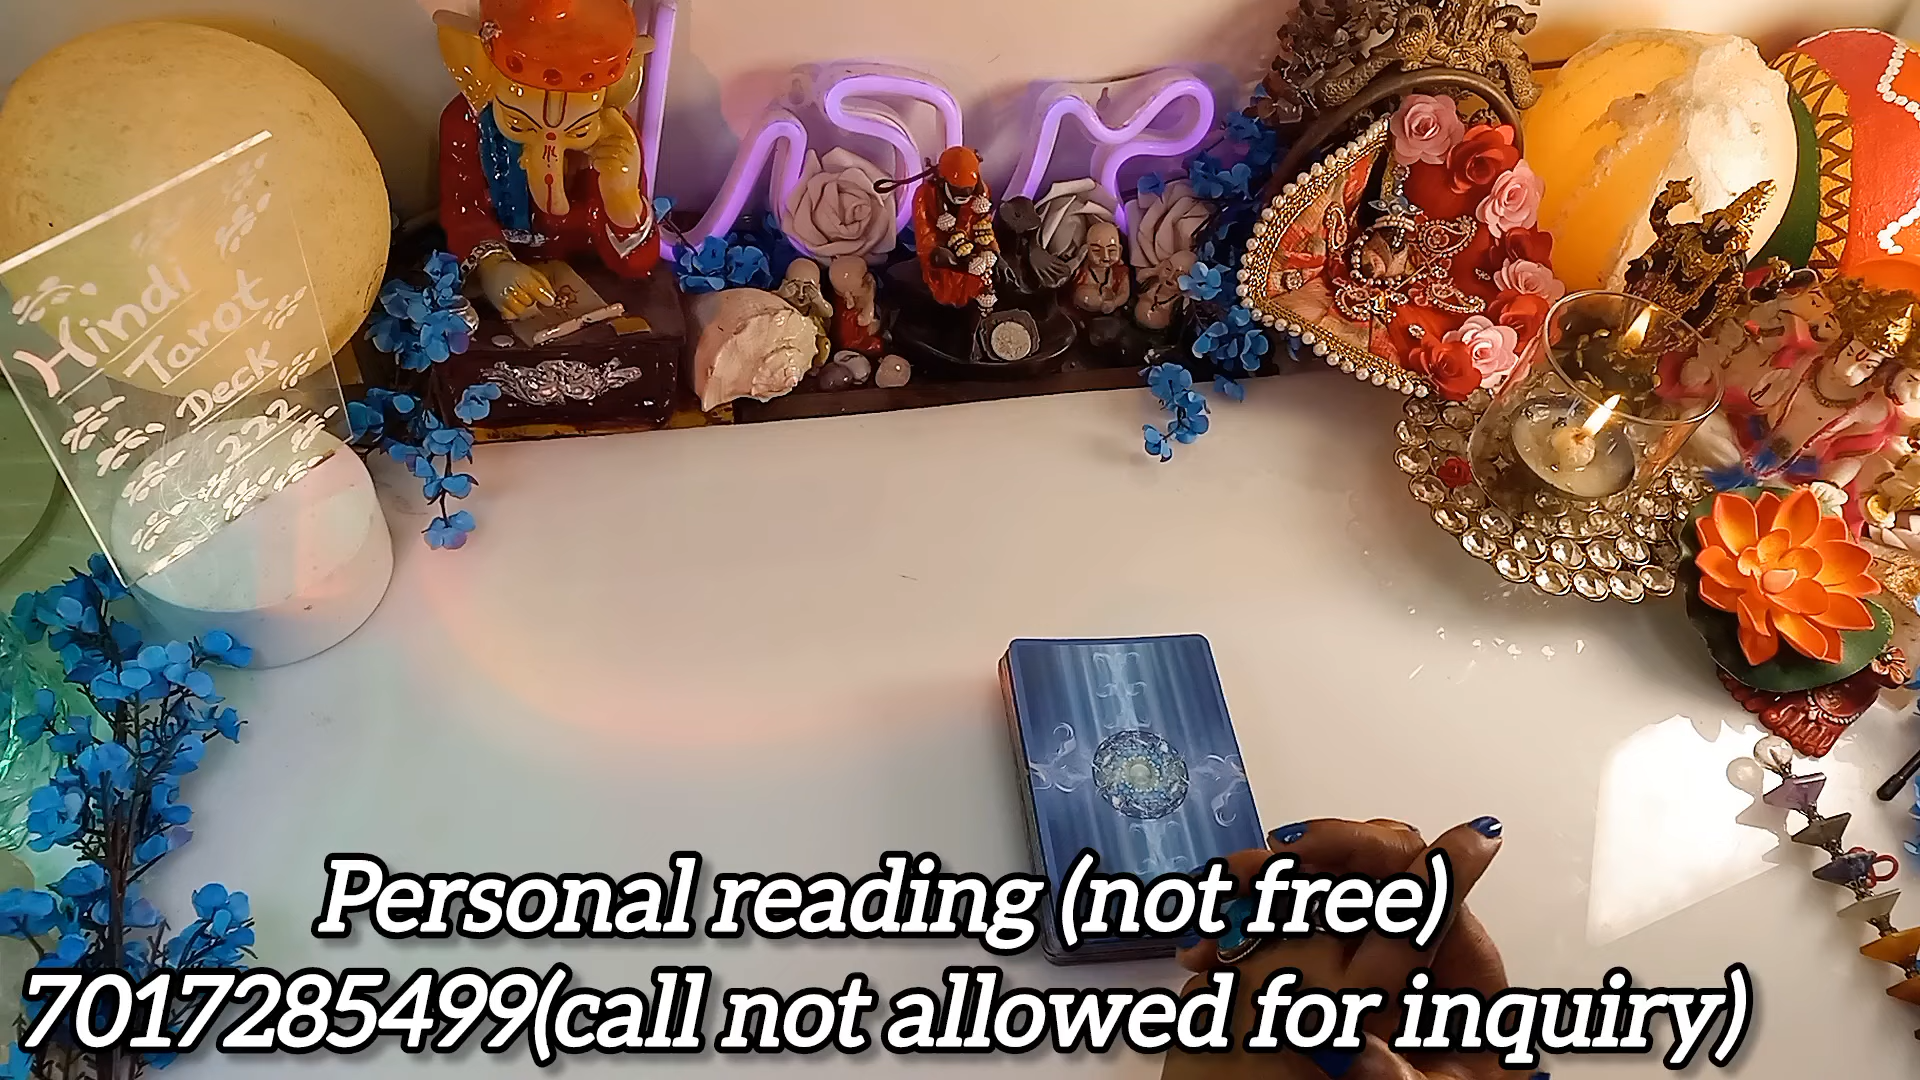 Hindi
Tarot
Deck
222
Personal reading (not free)
7017285499(call not allowed for inquiry)